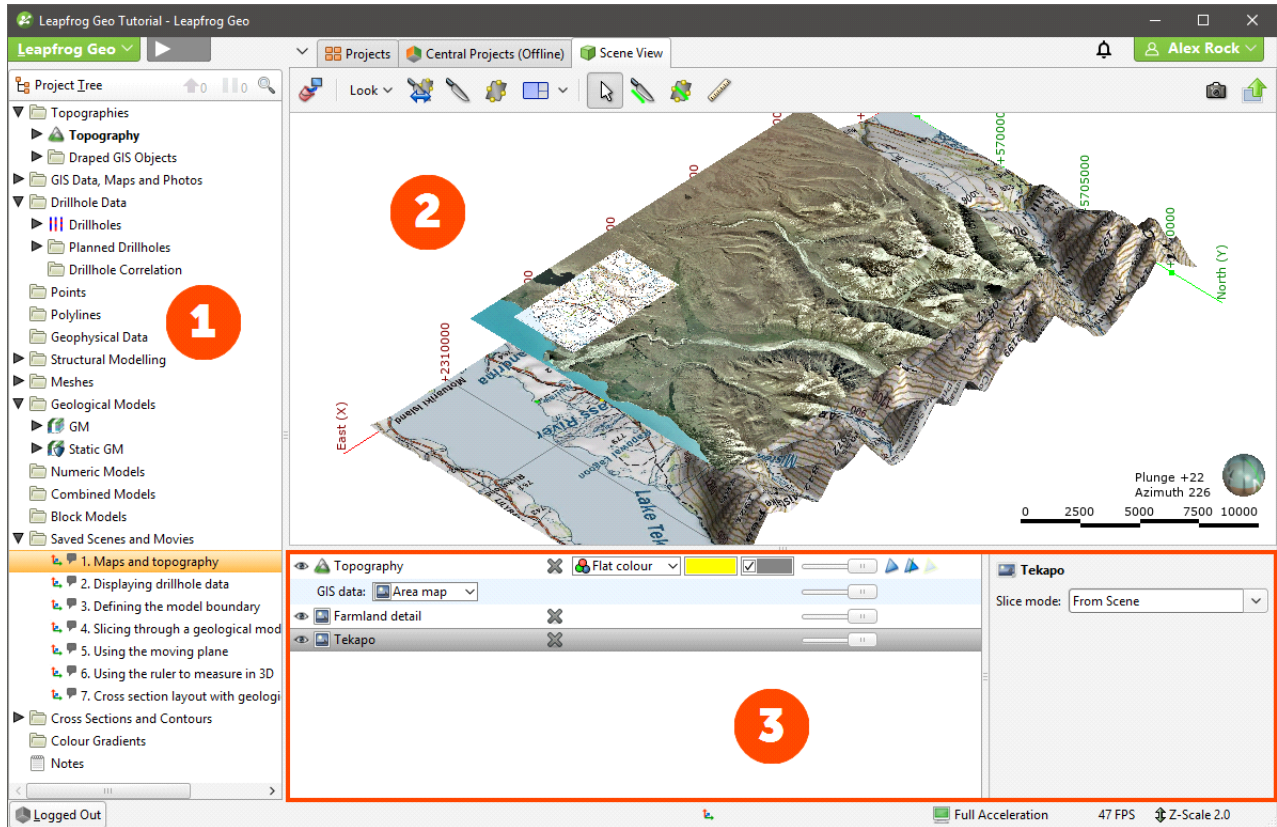 Leapfrog Geo Tutorial - Leapfrog Geo
Leapfrog Geo
Projects
Central Projects (Offline)
Scene View
Alex Rock
Project Tree
0
0
Look
Topographies
Topography
Draped GIS Objects
GIS Data, Maps and Photos
Drillhole Data
Drillholes
Planned Drillholes
Drillhole Correlation
Points
Polylines
Geophysical Data
Structural Modelling
Meshes
Geological Models
GM
Static GM
Numeric Models
Combined Models
Block Models
Saved Scenes and Movies
1. Maps and topography
2. Displaying drillhole data
3. Defining the model boundary
4. Slicing through a geological mod
5. Using the moving plane
6. Using the ruler to measure in 3D
7. Cross section layout with geologi
Cross Sections and Contours
Colour Gradients
Notes
Logged Out
1
2
+570000
5705000
North (Y)
+2310000
East (X)
Motuariki Island
Lake Tek
Plunge +22
Azimuth 226
0 2500 5000 7500 10000
Topography
Flat colour
GIS data:
Area map
Farmland detail
Tekapo
3
Tekapo
Slice mode:
From Scene
Full Acceleration
47 FPS
Z-Scale 2.0